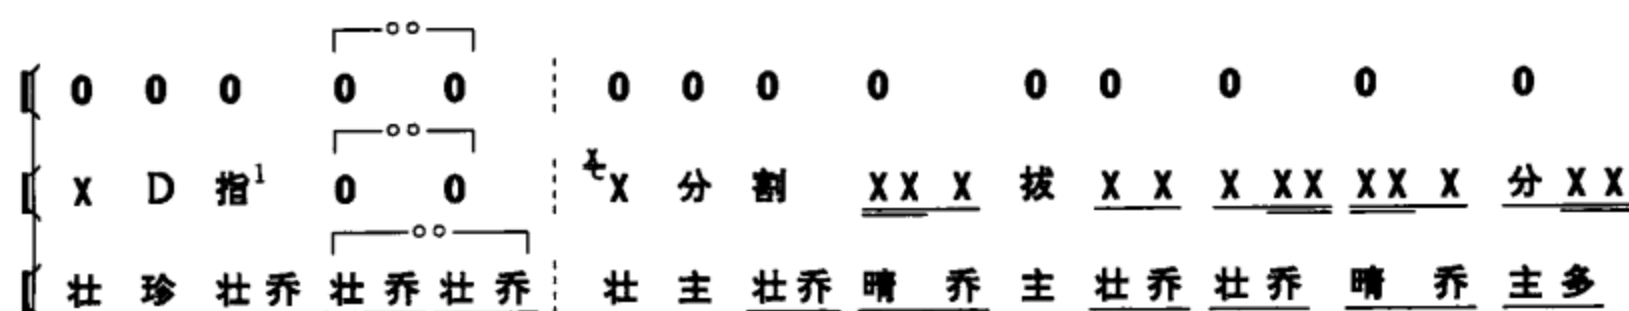 0 0 0 0 0 0 0 0 0 0 0 0 0 0
X D 指¹ 0 0 X X 分 割 XX X 拔 X X X XX XX X 分 X X
壮 珍 壮 乔 壮 乔 壮 乔 壮 主 壮 乔 晴 乔 主 壮 乔 壮 乔 晴 乔 主 多